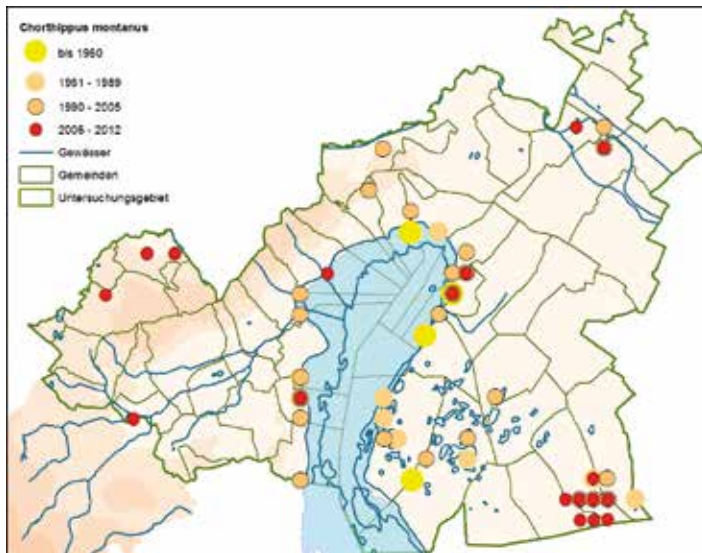 Chorthippus montanus
bis 1960
1961 - 1989
1990 - 2005
2006 - 2012
Gewässer
Gemeinden
Untersuchungsgebiet